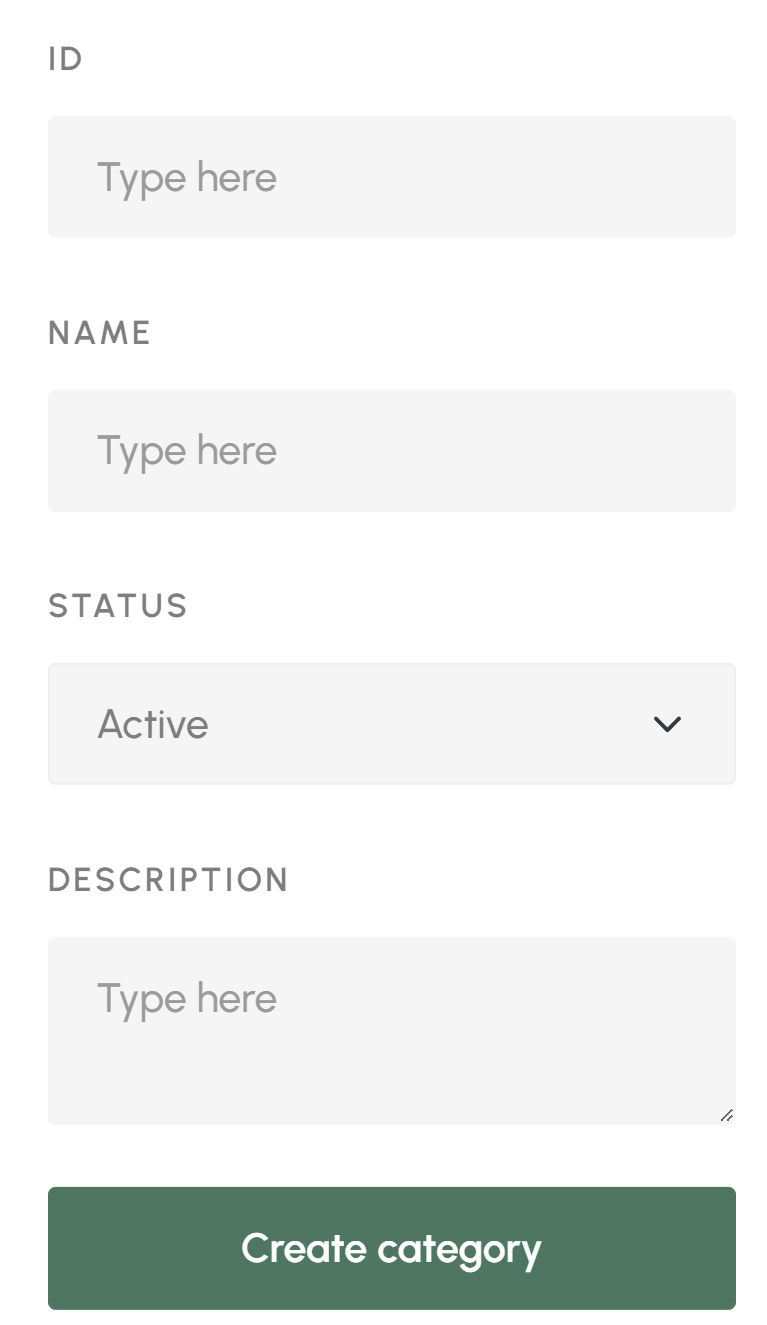 ID
Type here
NAME
Type here
STATUS
Active
DESCRIPTION
Type here
Create category